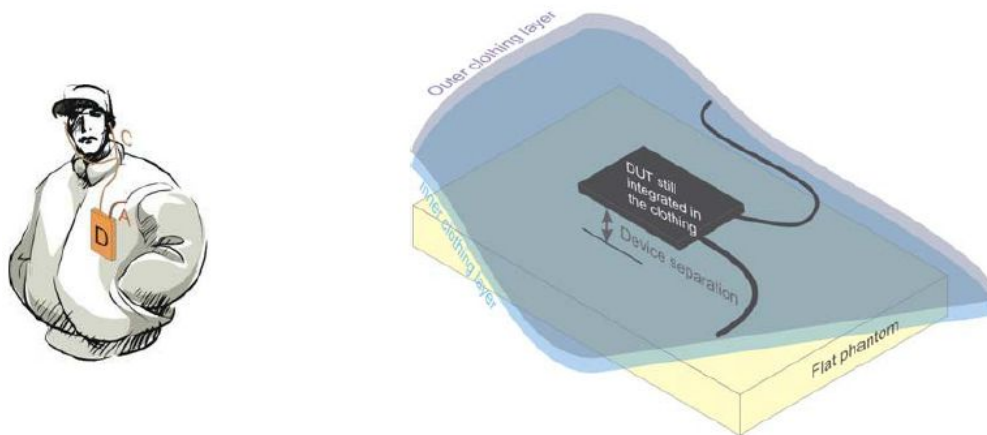 C
A
D
Outer clothing layer
DUT still
integrated in
the clothing
Device separation
Inner clothing layer
Flat phantom